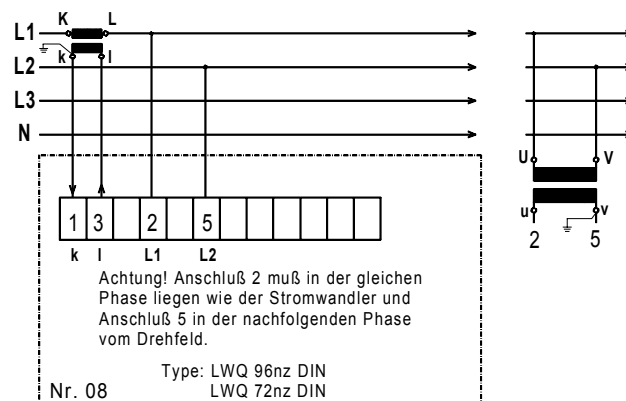 K L
L1
k l
L2
L3
N
U V
1 3 2 5
u v
k l L1 L2
2 5
Achtung! Anschluß 2 muß in der gleichen
Phase liegen wie der Stromwandler und
Anschluß 5 in der nachfolgenden Phase
vom Drehfeld.
Type: LWQ 96nz DIN
Nr. 08 LWQ 72nz DIN